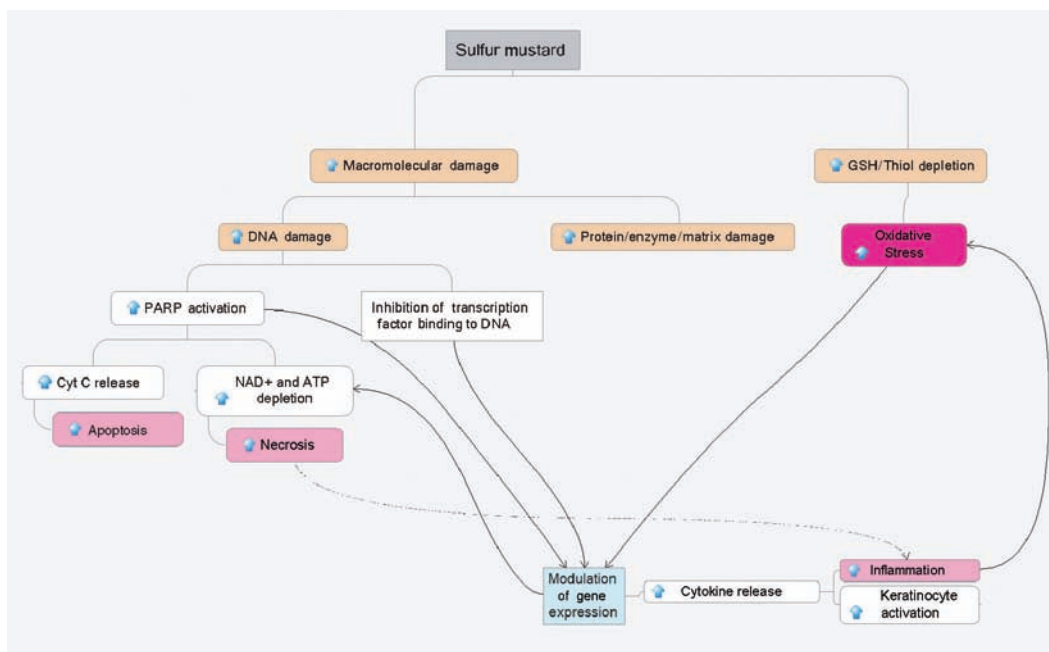 Sulfur mustard
Macromolecular damage
GSH/Thiol depletion
DNA damage
Protein/enzyme/matrix damage
Oxidative
Stress
PARP activation
Inhibition of transcription
factor binding to DNA
Cyt C release
NAD+ and ATP
depletion
Apoptosis
Necrosis
Modulation
of gene
expression
Cytokine release
Inflammation
Keratinocyte
activation